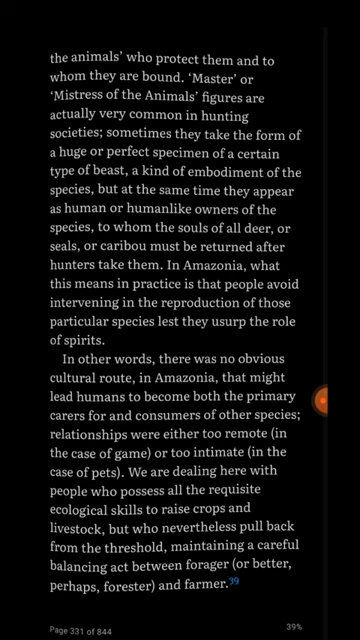 the animals’ who protect them and to
whom they are bound. ‘Master’ or
‘Mistress of the Animals’ figures are
actually very common in hunting
societies; sometimes they take the form of
a huge or perfect specimen of a certain
type of beast, a kind of embodiment of the
species, but at the same time they appear
as human or humanlike owners of the
species, to whom the souls of all deer, or
seals, or caribou must be returned after
hunters take them. In Amazonia, what
this means in practice is that people avoid
intervening in the reproduction of those
particular species lest they usurp the role
of spirits.
In other words, there was no obvious
cultural route, in Amazonia, that might
lead humans to become both the primary
carers for and consumers of other species;
relationships were either too remote (in
the case of game) or too intimate (in the
case of pets). We are dealing here with
people who possess all the requisite
ecological skills to raise crops and
livestock, but who nevertheless pull back
from the threshold, maintaining a careful
balancing act between forager (or better,
perhaps, forester) and farmer.39
Page 331 of 844
39%